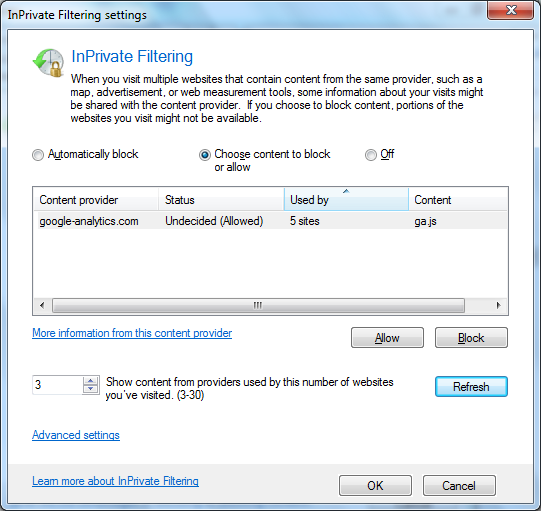 InPrivate Filtering settings
InPrivate Filtering
When you visit multiple websites that contain content from the same provider, such as a
map, advertisement, or web measurement tools, some information about your visits might
be shared with the content provider. If you choose to block content, portions of the
websites you visit might not be available.
Automatically block
Choose content to block
or allow
Off
Content provider Status Used by Content
google-analytics.com Undecided (Allowed) 5 sites ga.js
More information from this content provider
Allow Block
3
Show content from providers used by this number of websites
you've visited. (3-30)
Refresh
Advanced settings
Learn more about InPrivate Filtering
OK Cancel